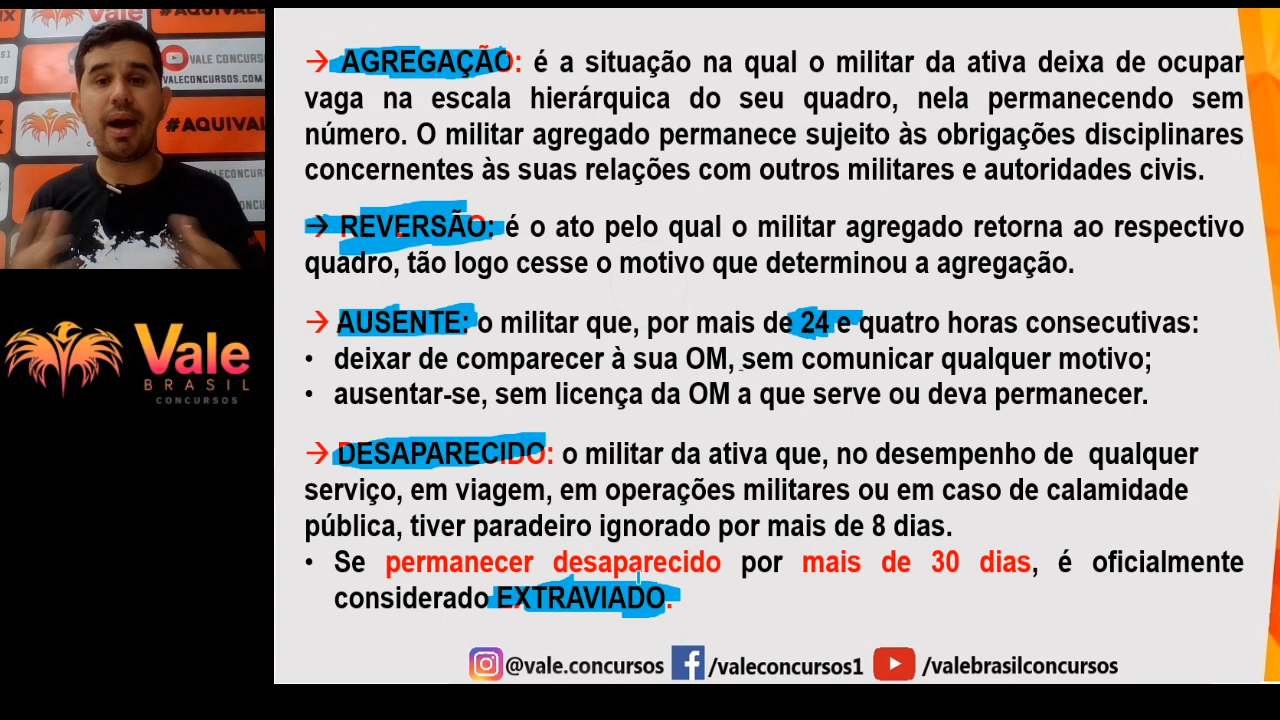 VALE CONCURSOS
VALECONCURSOS.COM.
#AQUIVAL
→ AGREGAÇÃO: é a situação na qual o militar da ativa deixa de ocupar
vaga na escala hierárquica do seu quadro, nela permanecendo sem
número. O militar agregado permanece sujeito às obrigações disciplinares
concernentes às suas relações com outros militares e autoridades civis.
→ REVERSÃO: é o ato pelo qual o militar agregado retorna ao respectivo
quadro, tão logo cesse o motivo que determinou a agregação.
→ AUSENTE: o militar que, por mais de 24 e quatro horas consecutivas:
• deixar de comparecer à sua OM, sem comunicar qualquer motivo;
• ausentar-se, sem licença da OM a que serve ou deva permanecer.
→ DESAPARECIDO: o militar da ativa que, no desempenho de qualquer
serviço, em viagem, em operações militares ou em caso de calamidade
pública, tiver paradeiro ignorado por mais de 8 dias.
• Se permanecer desaparecido por mais de 30 dias, é oficialmente
considerado EXTRAVIADO.
Vale
BRASIL
CONCURSOS
@vale.concursos /valeconcursos1 /valebrasilconcursos